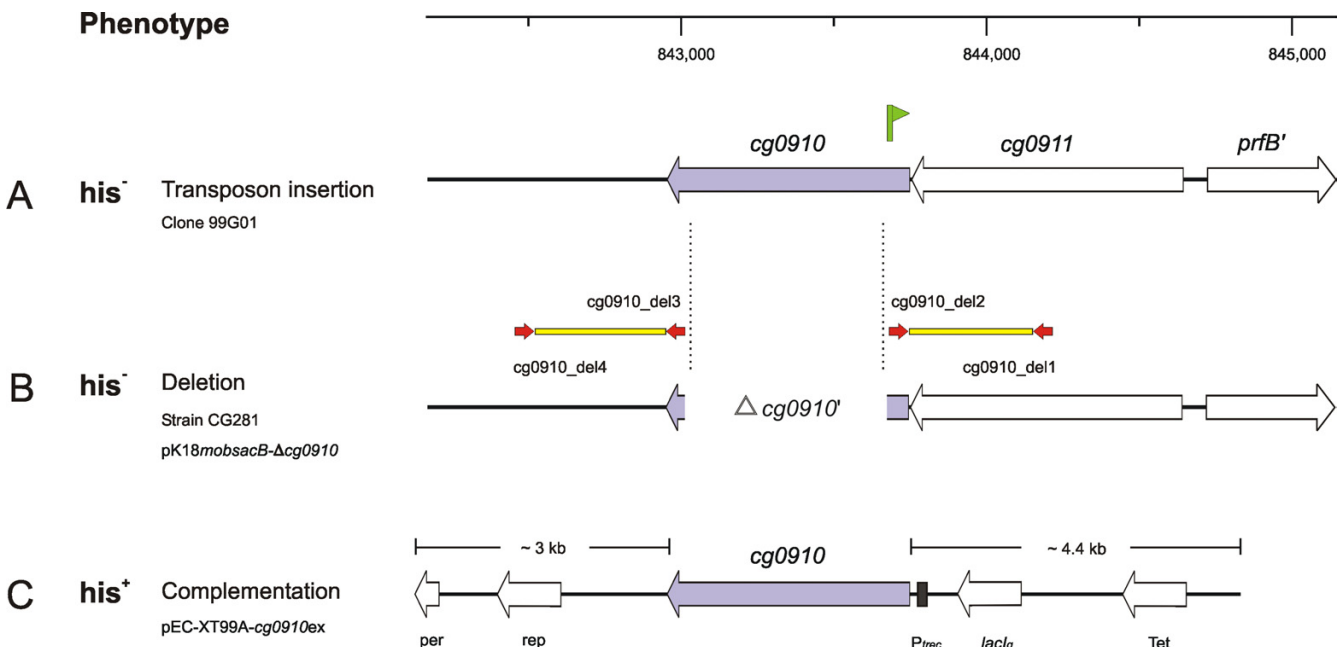 Phenotype
843,000 844,000 845,000
cg0910 cg0911 prfB'
A his⁻ Transposon insertion
Clone 99G01
cg0910_del3 cg0910_del2
cg0910_del4 cg0910_del1
B his⁻ Deletion
Strain CG281
△ cg0910'
pK18mobsacB-Δcg0910
~ 3 kb cg0910 ~ 4.4 kb
C his⁺ Complementation
pEC-XT99A-cg0910ex
per rep Ptrec lacIq Tet